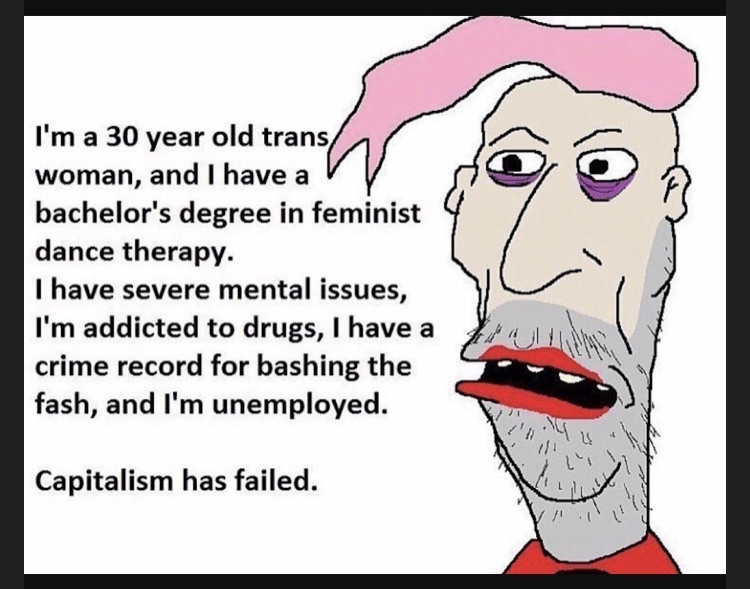 I'm a 30 year old trans
woman, and I have a
bachelor's degree in feminist
dance therapy.
I have severe mental issues,
I'm addicted to drugs, I have a
crime record for bashing the
fash, and I'm unemployed.
Capitalism has failed.